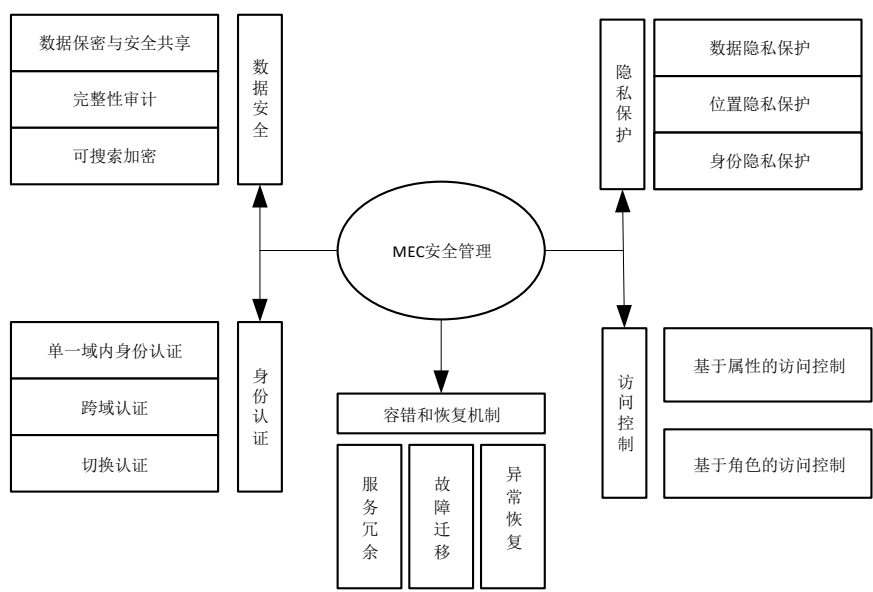 数据保密与安全共享
完整性审计
可搜索加密
数据安全
隐私保护
数据隐私保护
位置隐私保护
身份隐私保护
MEC安全管理
单一域内身份认证
跨域认证
切换认证
身份认证
容错和恢复机制
服务冗余
故障迁移
异常恢复
访问控制
基于属性的访问控制
基于角色的访问控制